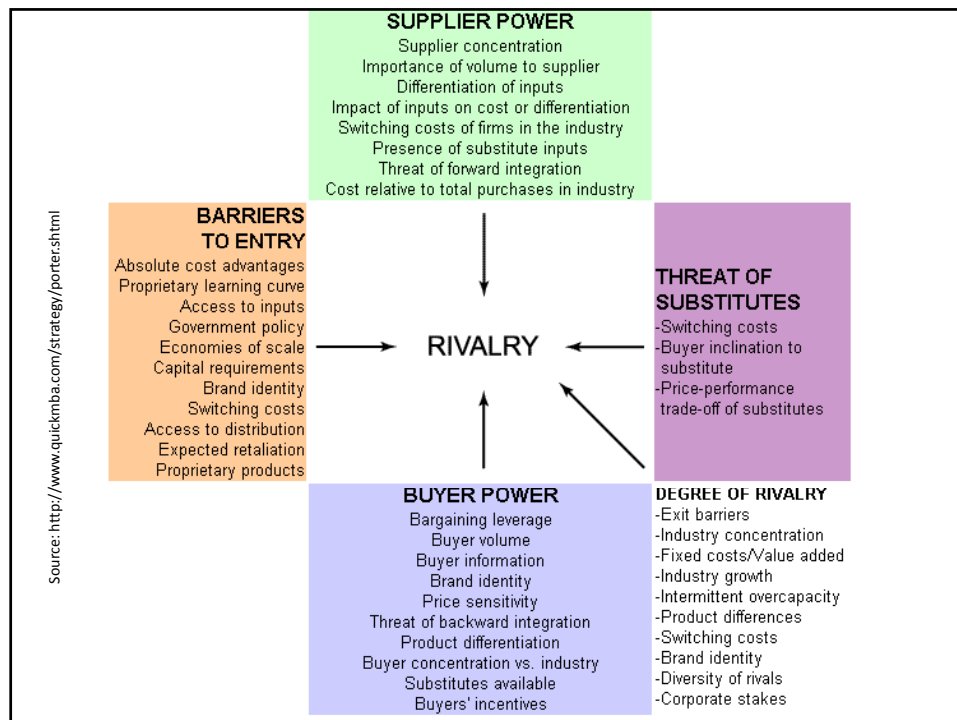 SUPPLIER POWER
Supplier concentration
Importance of volume to supplier
Differentiation of inputs
Impact of inputs on cost or differentiation
Switching costs of firms in the industry
Presence of substitute inputs
Threat of forward integration
Cost relative to total purchases in industry
Source: http://www.quickmba.com/strategy/porter.shtml
BARRIERS
TO ENTRY
Absolute cost advantages
Proprietary learning curve
Access to inputs
Government policy
Economies of scale
Capital requirements
Brand identity
Switching costs
Access to distribution
Expected retaliation
Proprietary products
RIVALRY
THREAT OF
SUBSTITUTES
-Switching costs
-Buyer inclination to
substitute
-Price-performance
trade-off of substitutes
BUYER POWER
Bargaining leverage
Buyer volume
Buyer information
Brand identity
Price sensitivity
Threat of backward integration
Product differentiation
Buyer concentration vs. industry
Substitutes available
Buyers' incentives
DEGREE OF RIVALRY
-Exit barriers
-Industry concentration
-Fixed costs/Value added
-Industry growth
-Intermittent overcapacity
-Product differences
-Switching costs
-Brand identity
-Diversity of rivals
-Corporate stakes